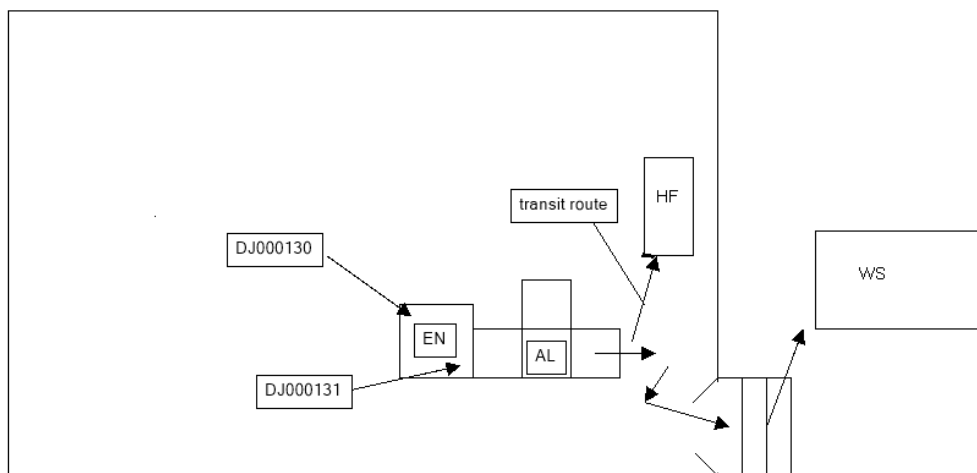 HF
transit route
DJ000130
WS
EN
AL
DJ000131